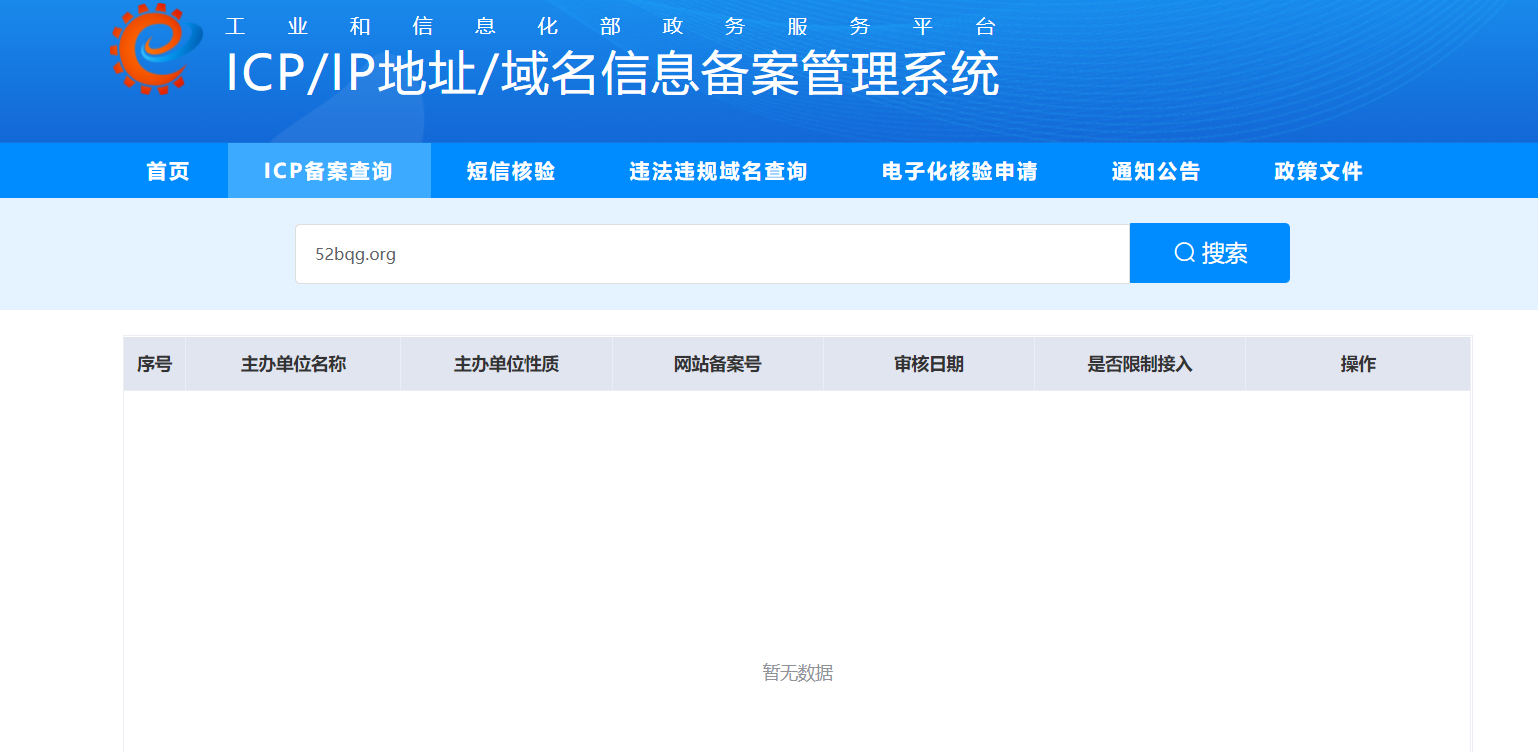 工业和信息化部政务服务平台
ICP/IP地址/域名信息备案管理系统
首页 ICP备案查询 短信核验 违法违规域名查询 电子化核验申请 通知公告 政策文件
52bqg.org 搜索
序号 主办单位名称 主办单位性质 网站备案号 审核日期 是否限制接入 操作
暂无数据